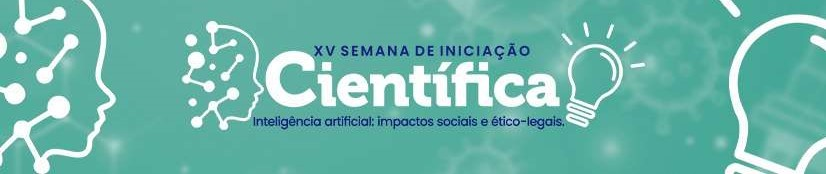 XV SEMANA DE INICIAÇÃO
Científica
Inteligência artificial: impactos sociais e ético-legais.